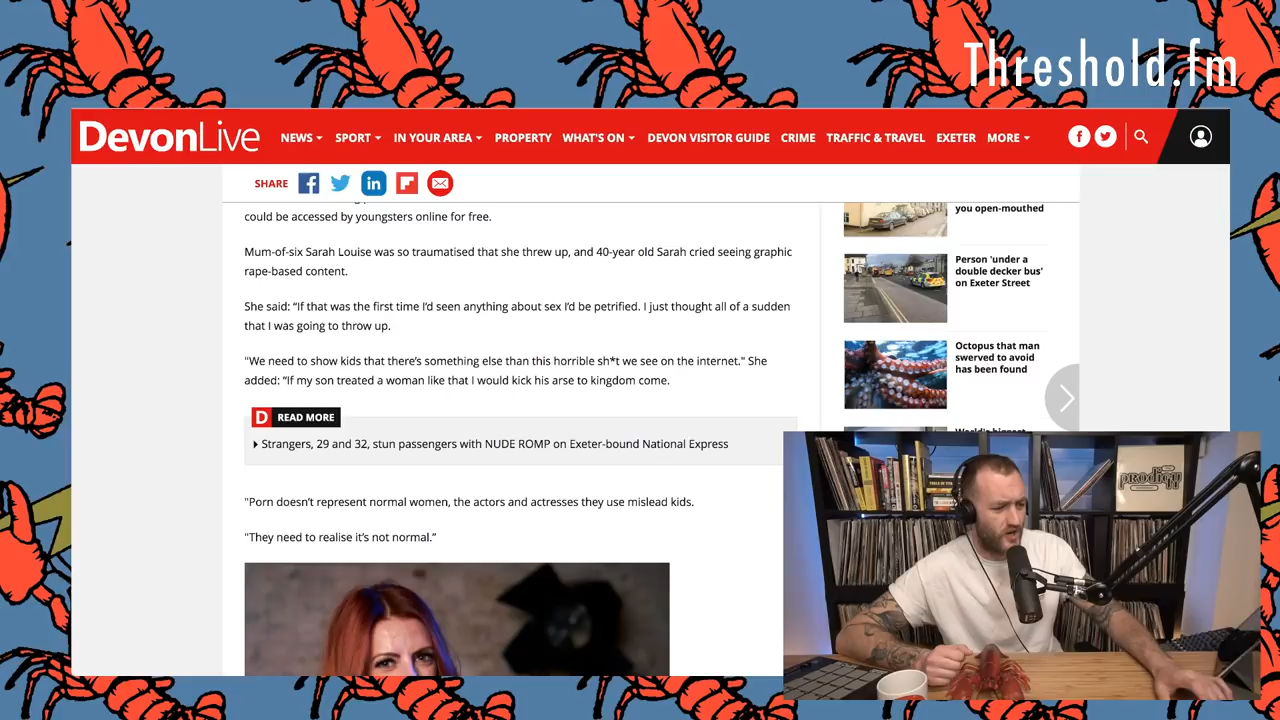 Threshold.fm
DevonLive
NEWS SPORT IN YOUR AREA PROPERTY WHAT'S ON DEVON VISITOR GUIDE CRIME TRAFFIC & TRAVEL EXETER MORE
SHARE
could be accessed by youngsters online for free.
Mum-of-six Sarah Louise was so traumatised that she threw up, and 40-year old Sarah cried seeing graphic
rape-based content.
She said: “If that was the first time I’d seen anything about sex I’d be petrified. I just thought all of a sudden
that I was going to throw up.
"We need to show kids that there’s something else than this horrible sh*t we see on the internet." She
added: “If my son treated a woman like that I would kick his arse to kingdom come.
D READ MORE
Strangers, 29 and 32, stun passengers with NUDE ROMP on Exeter-bound National Express
"Porn doesn’t represent normal women, the actors and actresses they use mislead kids.
"They need to realise it’s not normal.”
you open-mouthed
Person 'under a
double decker bus'
on Exeter Street
Octopus that man
swerved to avoid
has been found
World's biggest
prodigy